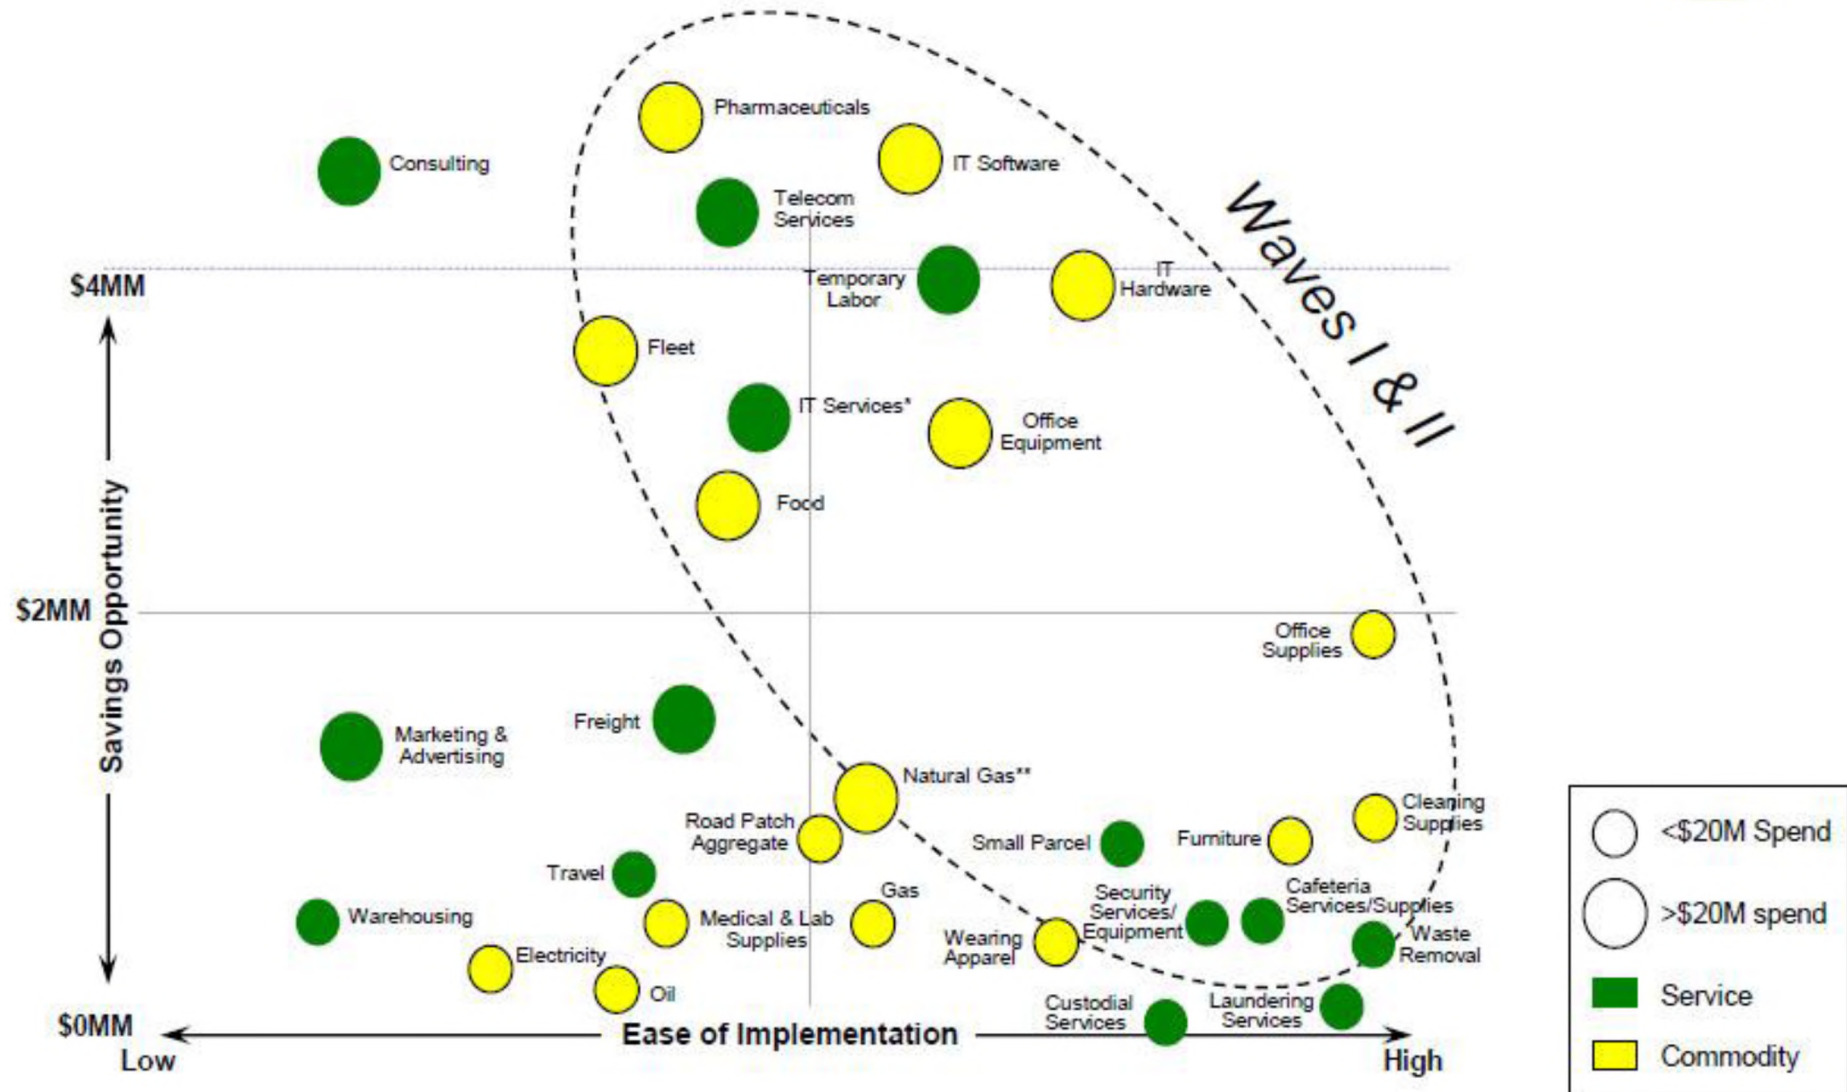 Pharmaceuticals
Consulting
IT Software
Telecom
Services
Waves I & II
$4MM
Temporary
Labor
IT
Hardware
Fleet
IT Services*
Office
Equipment
Food
Savings Opportunity
$2MM
Office
Supplies
Marketing &
Advertising
Freight
Natural Gas**
Road Patch
Aggregate
Small Parcel
Furniture
Cleaning
Supplies
Travel
Warehousing
Medical & Lab
Supplies
Gas
Security
Services/
Equipment
Cafeteria
Services/Supplies
Wearing
Apparel
Waste
Removal
Electricity
Oil
Custodial
Services
Laundering
Services
$0MM
Low
Ease of Implementation
High
<$20M Spend
>$20M spend
Service
Commodity